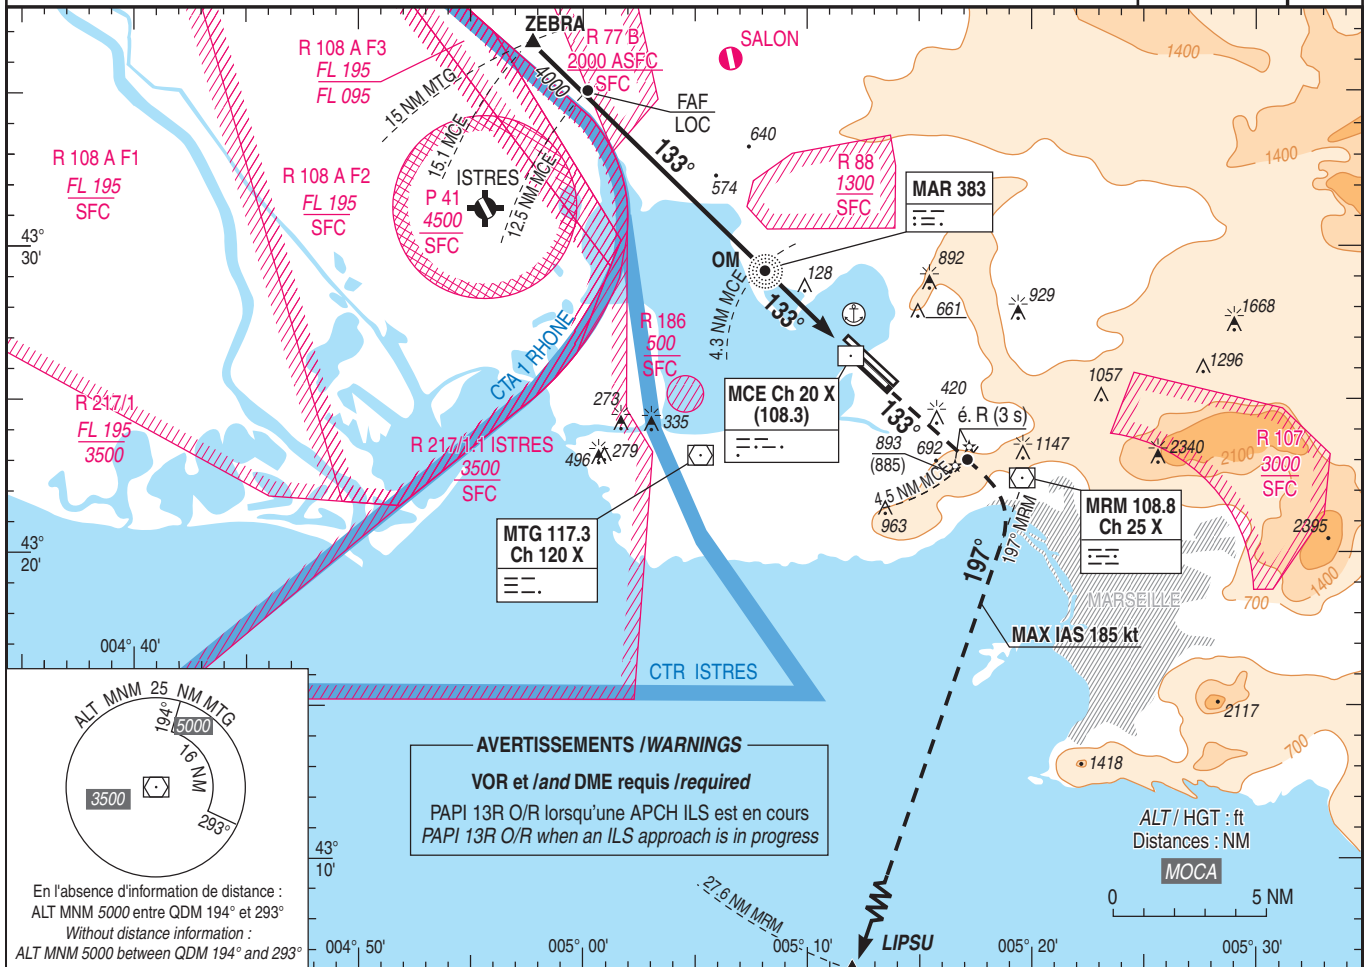 ZEBRA
4000
R 77 B
2000 ASFC
SFC
SALON
R 108 A F3
FL 195
FL 095
15 NM MTG
15.1 MCE
12.5 NM MCE
FAF
LOC
640
574
133°
R 88
1300
SFC
1400
1400
R 108 A F1
FL 195
SFC
R 108 A F2
FL 195
SFC
ISTRES
P 41
4500
SFC
MAR 383
43°
30'
OM
128
133°
4.3 NM MCE
892
661
929
1668
1296
1057
CTA 1 RHONE
R 186
500
SFC
MCE Ch 20 X
(108.3)
133°
420
é. R (3 s)
893
(885)
692
4.5 NM MCE
963
1147
R 217/1
FL 195
3500
R 217/1.1 ISTRES
3500
SFC
273
335
496
279
2340
2100
R 107
3000
SFC
2395
1400
700
MTG 117.3
Ch 120 X
MRM 108.8
Ch 25 X
43°
20'
197°
197° MRM
MARSEILLE
MAX IAS 185 kt
004° 40'
CTR ISTRES
2117
700
1418
ALT MNM 25 NM MTG
194°
5000
16 NM
3500
293°
En l'absence d'information de distance :
ALT MNM 5000 entre QDM 194° et 293°
Without distance information :
ALT MNM 5000 between QDM 194° and 293°
AVERTISSEMENTS /WARNINGS
VOR et /and DME requis /required
PAPI 13R O/R lorsqu'une APCH ILS est en cours
PAPI 13R O/R when an ILS approach is in progress
43°
10'
ALT / HGT : ft
Distances : NM
MOCA
0 5 NM
27.6 NM MRM
LIPSU
004° 50'
005° 00'
005° 10'
005° 20'
005° 30'